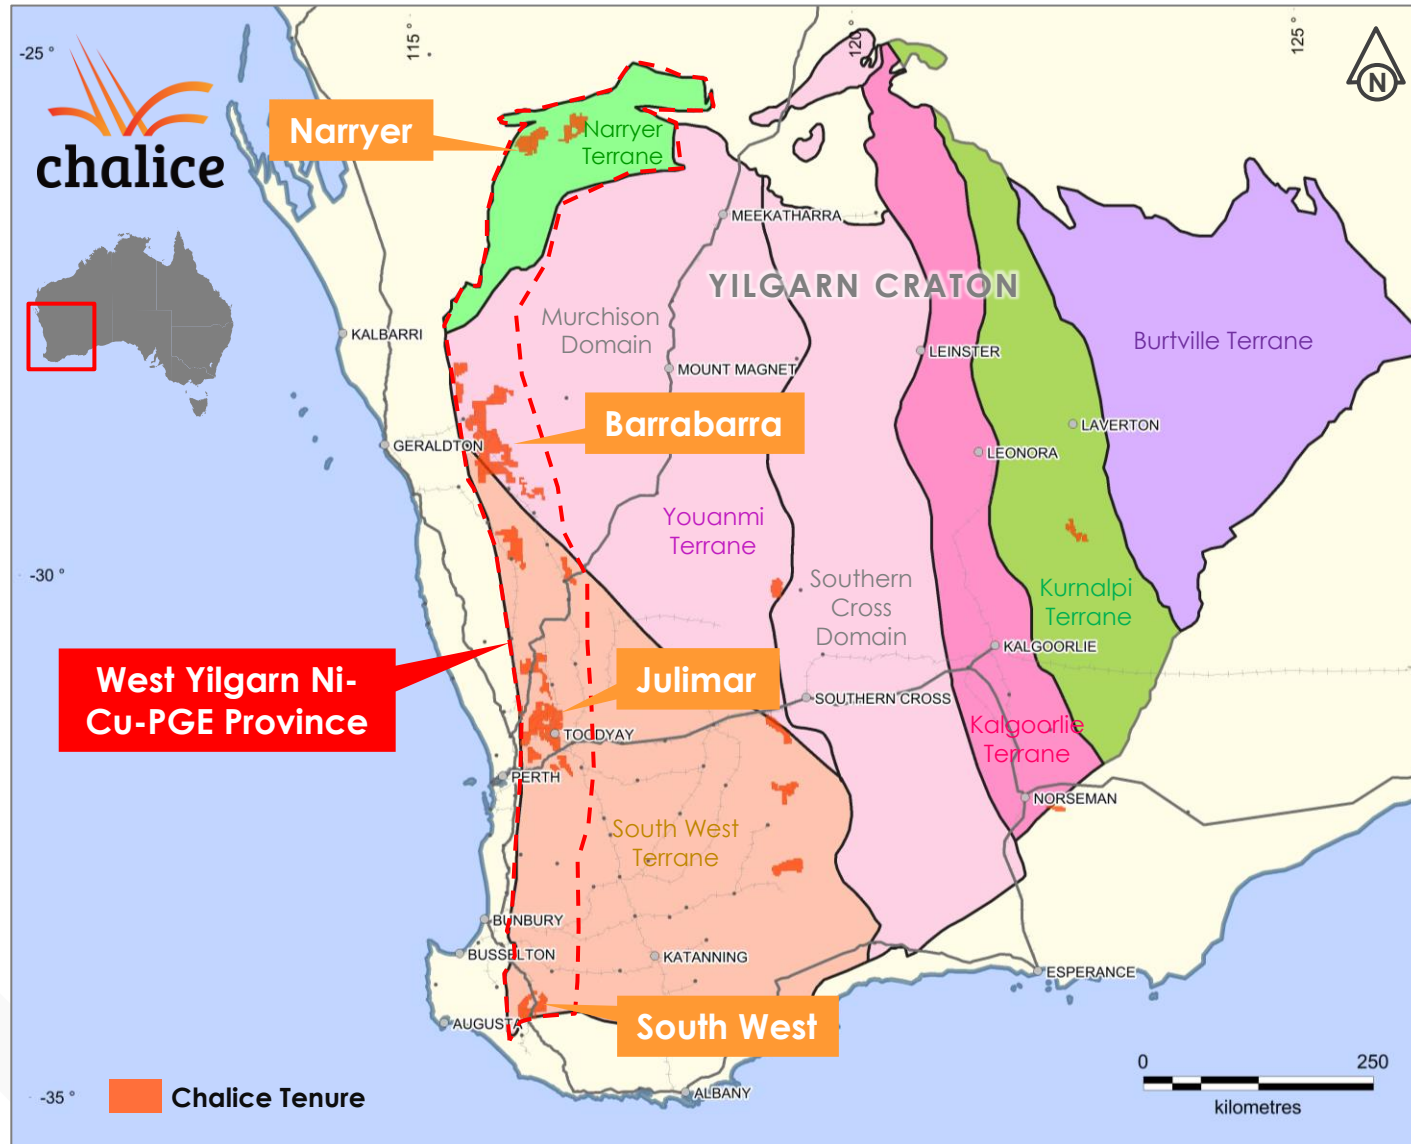 -25 °
115 °
120 °
125 °
N
chalice
Narryer
Narryer
Terrane
MEEKATHARRA
YILGARN CRATON
Murchison
Domain
KALBARRI
LEINSTER
Burtville Terrane
MOUNT MAGNET
Barrabarra
LAVERTON
GERALDTON
LEONORA
Youanmi
Terrane
-30 °
Southern
Cross
Domain
Kurnalpi
Terrane
KALGOORLIE
West Yilgarn Ni-
Cu-PGE Province
Julimar
SOUTHERN CROSS
TOODYAY
Kalgoorlie
Terrane
PERTH
NORSEMAN
South West
Terrane
BUNBURY
BUSSELTON
KATANNING
ESPERANCE
AUGUSTA
South West
0 250
kilometres
ALBANY
-35 °
Chalice Tenure